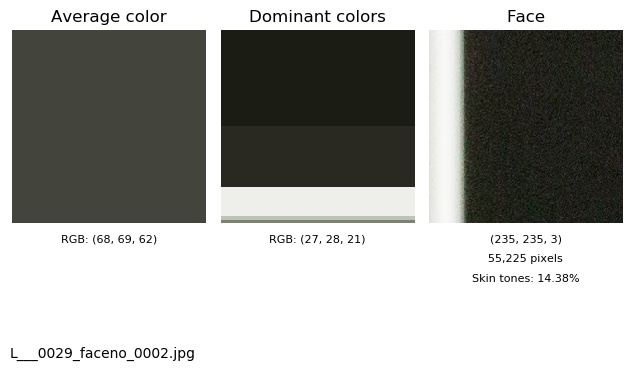 Average color
Dominant colors
Face
RGB: (68, 69, 62)
RGB: (27, 28, 21)
(235, 235, 3)
55,225 pixels
Skin tones: 14.38%
L___0029_faceno_0002.jpg